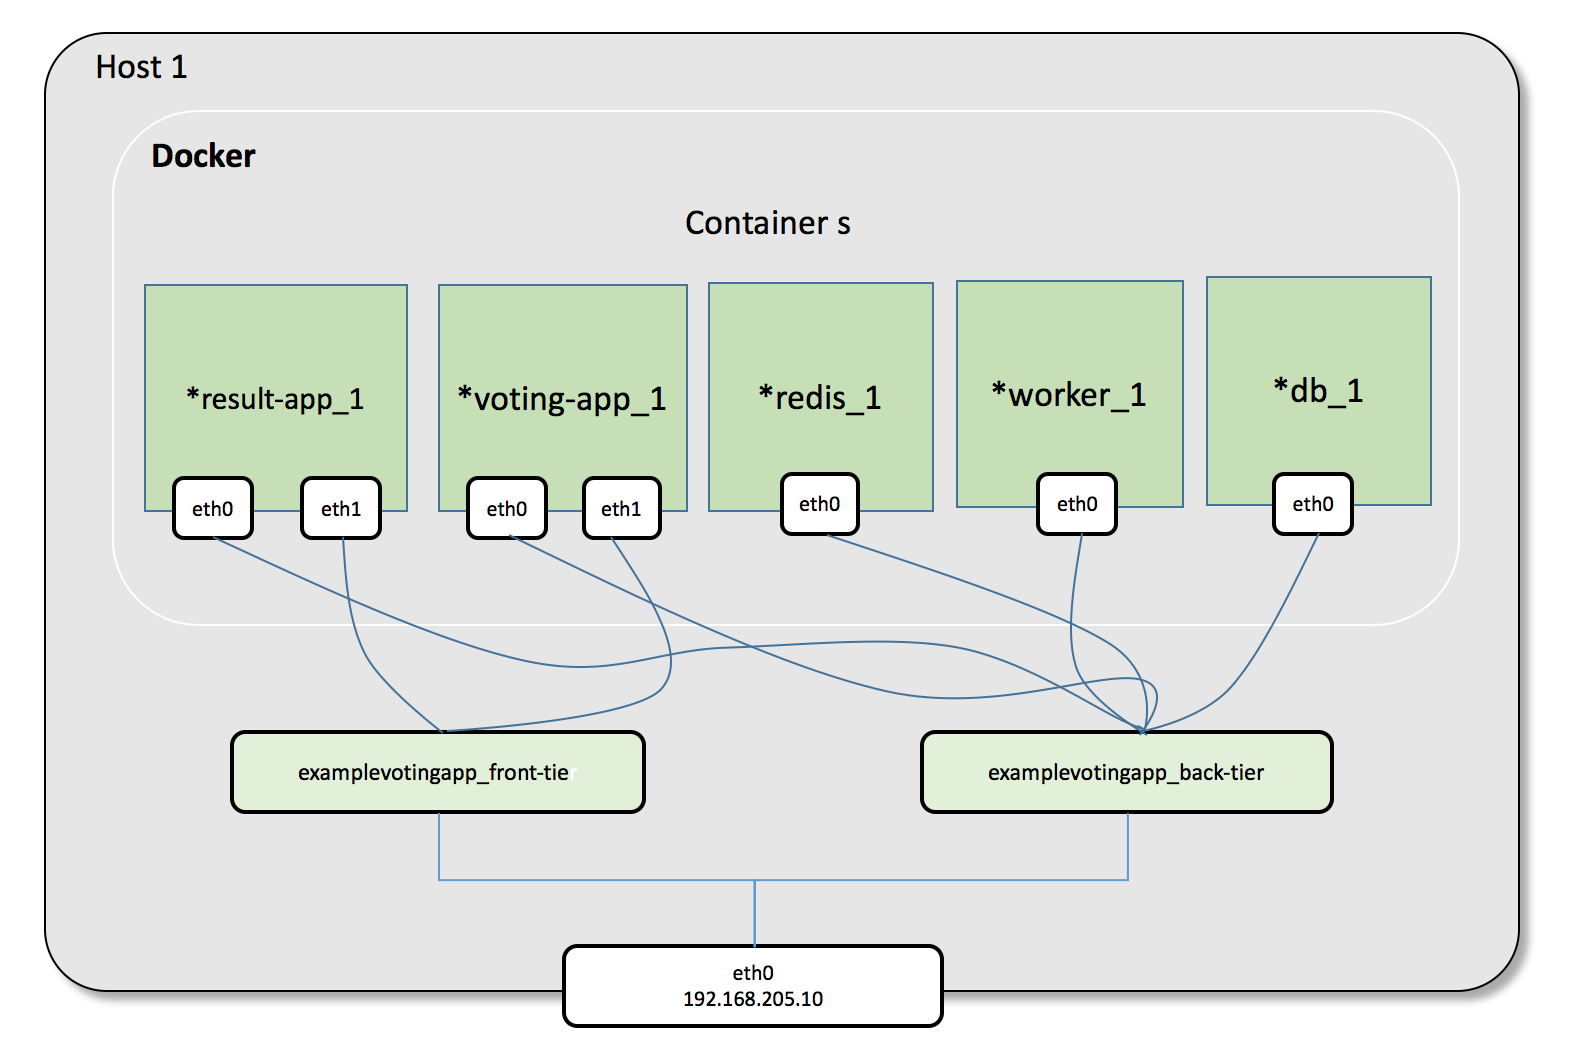 Host 1
Docker
Container s
*result-app_1
*voting-app_1
*redis_1
*worker_1
*db_1
eth0
eth1
eth0
eth1
eth0
eth0
eth0
examplevotingapp_front-tier
examplevotingapp_back-tier
eth0
192.168.205.10